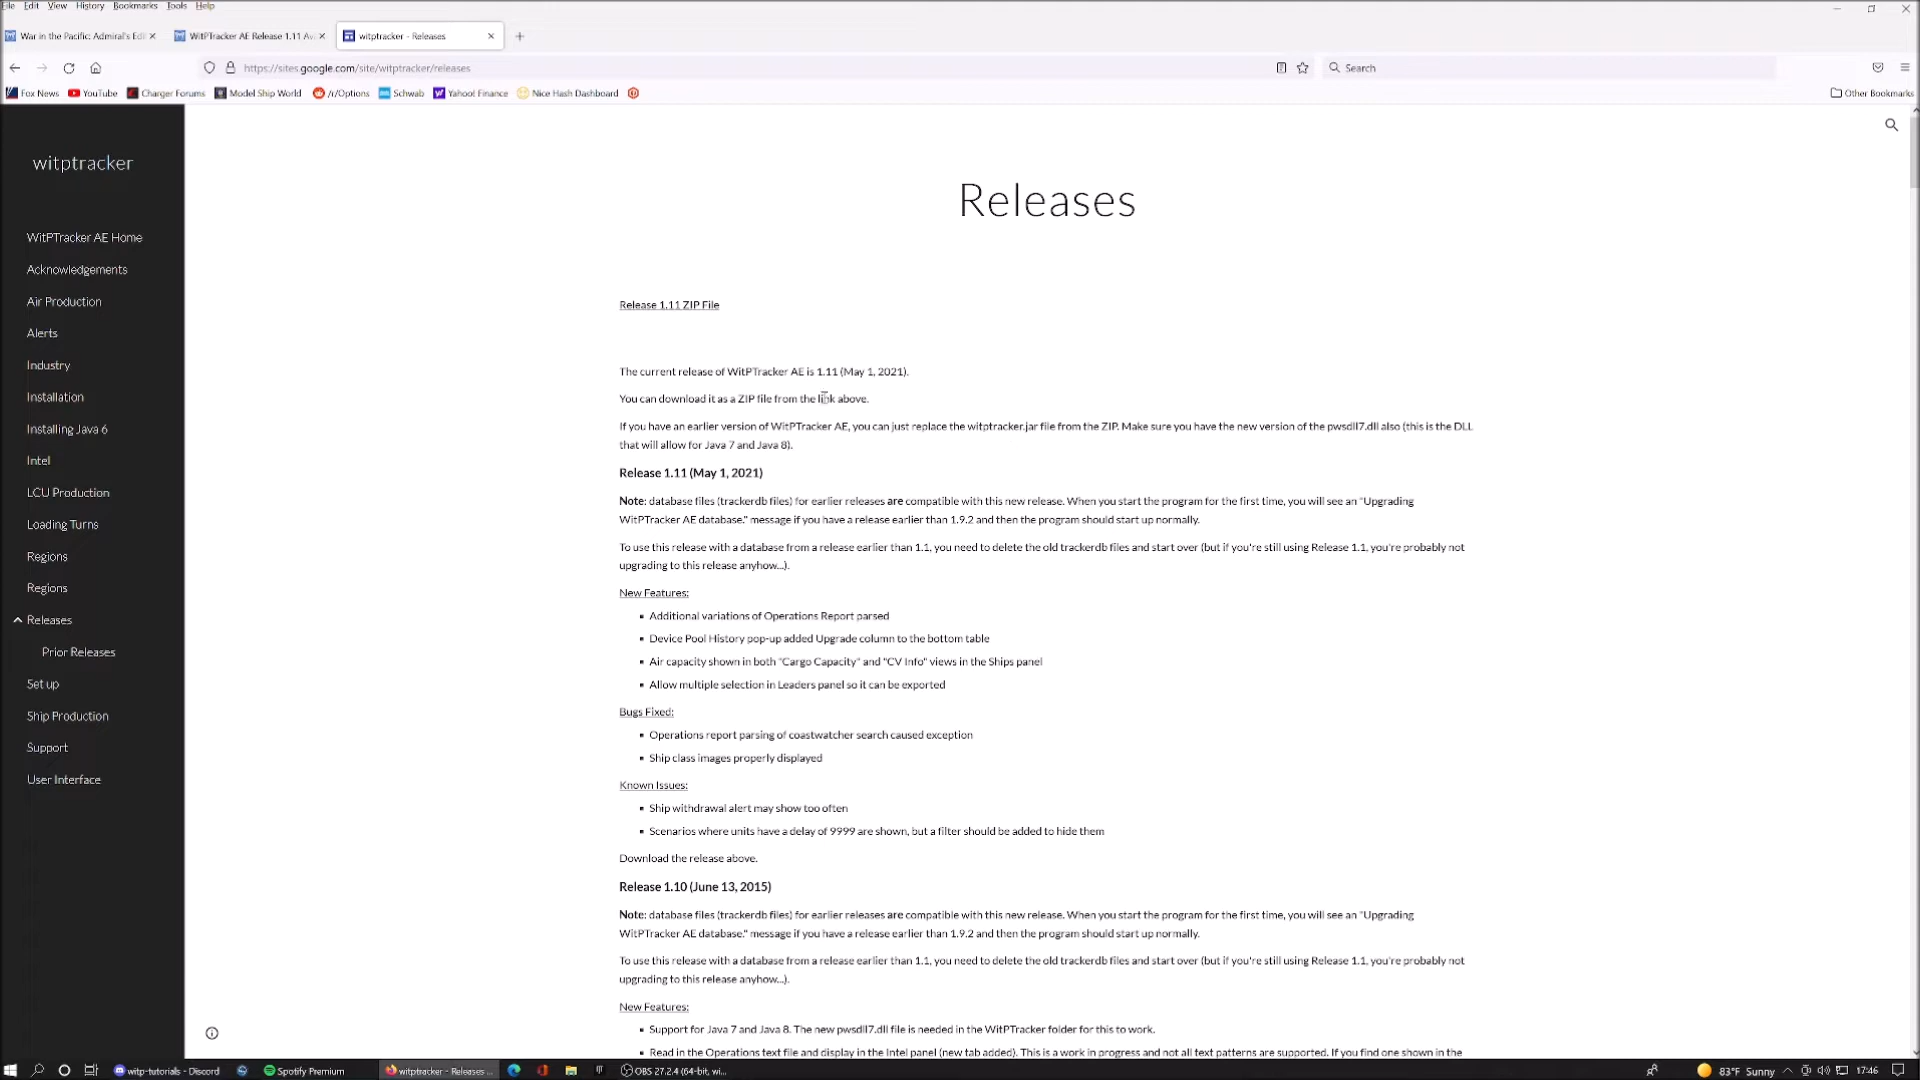 File Edit View History Bookmarks Tools Help
War in the Pacific: Admiral's Edi
WitPTracker AE Release 1.11 Av
witptracker - Releases
https://sites.google.com/site/witptracker/releases
Search
Fox News YouTube Charger Forums Model Ship World /r/Options Schwab Yahoo! Finance Nice Hash Dashboard
Other Bookmarks
witptracker
WitPTracker AE Home
Acknowledgements
Air Production
Alerts
Industry
Installation
Installing Java 6
Intel
LCU Production
Loading Turns
Regions
Regions
Releases
Prior Releases
Set up
Ship Production
Support
User Interface
Releases
Release 1.11 ZIP File
The current release of WitPTracker AE is 1.11 (May 1, 2021).
You can download it as a ZIP file from the link above.
If you have an earlier version of WitPTracker AE, you can just replace the witptracker.jar file from the ZIP. Make sure you have the new version of the pwsdll7.dll also (this is the DLL
that will allow for Java 7 and Java 8).
Release 1.11 (May 1, 2021)
Note: database files (trackerdb files) for earlier releases are compatible with this new release. When you start the program for the first time, you will see an "Upgrading
WitPTracker AE database." message if you have a release earlier than 1.9.2 and then the program should start up normally.
To use this release with a database from a release earlier than 1.1, you need to delete the old trackerdb files and start over (but if you're still using Release 1.1, you're probably not
upgrading to this release anyhow...).
New Features:
▪ Additional variations of Operations Report parsed
▪ Device Pool History pop-up added Upgrade column to the bottom table
▪ Air capacity shown in both "Cargo Capacity" and "CV Info" views in the Ships panel
▪ Allow multiple selection in Leaders panel so it can be exported
Bugs Fixed:
▪ Operations report parsing of coastwatcher search caused exception
▪ Ship class images properly displayed
Known Issues:
▪ Ship withdrawal alert may show too often
▪ Scenarios where units have a delay of 9999 are shown, but a filter should be added to hide them
Download the release above.
Release 1.10 (June 13, 2015)
Note: database files (trackerdb files) for earlier releases are compatible with this new release. When you start the program for the first time, you will see an "Upgrading
WitPTracker AE database." message if you have a release earlier than 1.9.2 and then the program should start up normally.
To use this release with a database from a release earlier than 1.1, you need to delete the old trackerdb files and start over (but if you're still using Release 1.1, you're probably not
upgrading to this release anyhow...).
New Features:
▪ Support for Java 7 and Java 8. The new pwsdll7.dll file is needed in the WitPTracker folder for this to work.
▪ Read in the Operations text file and display in the Intel panel (new tab added). This is a work in progress and not all text patterns are supported. If you find one shown in the
witp-tutorials - Discord
Spotify Premium
witptracker - Releases ...
OBS 27.2.4 (64-bit, wi...
83°F Sunny
17:46